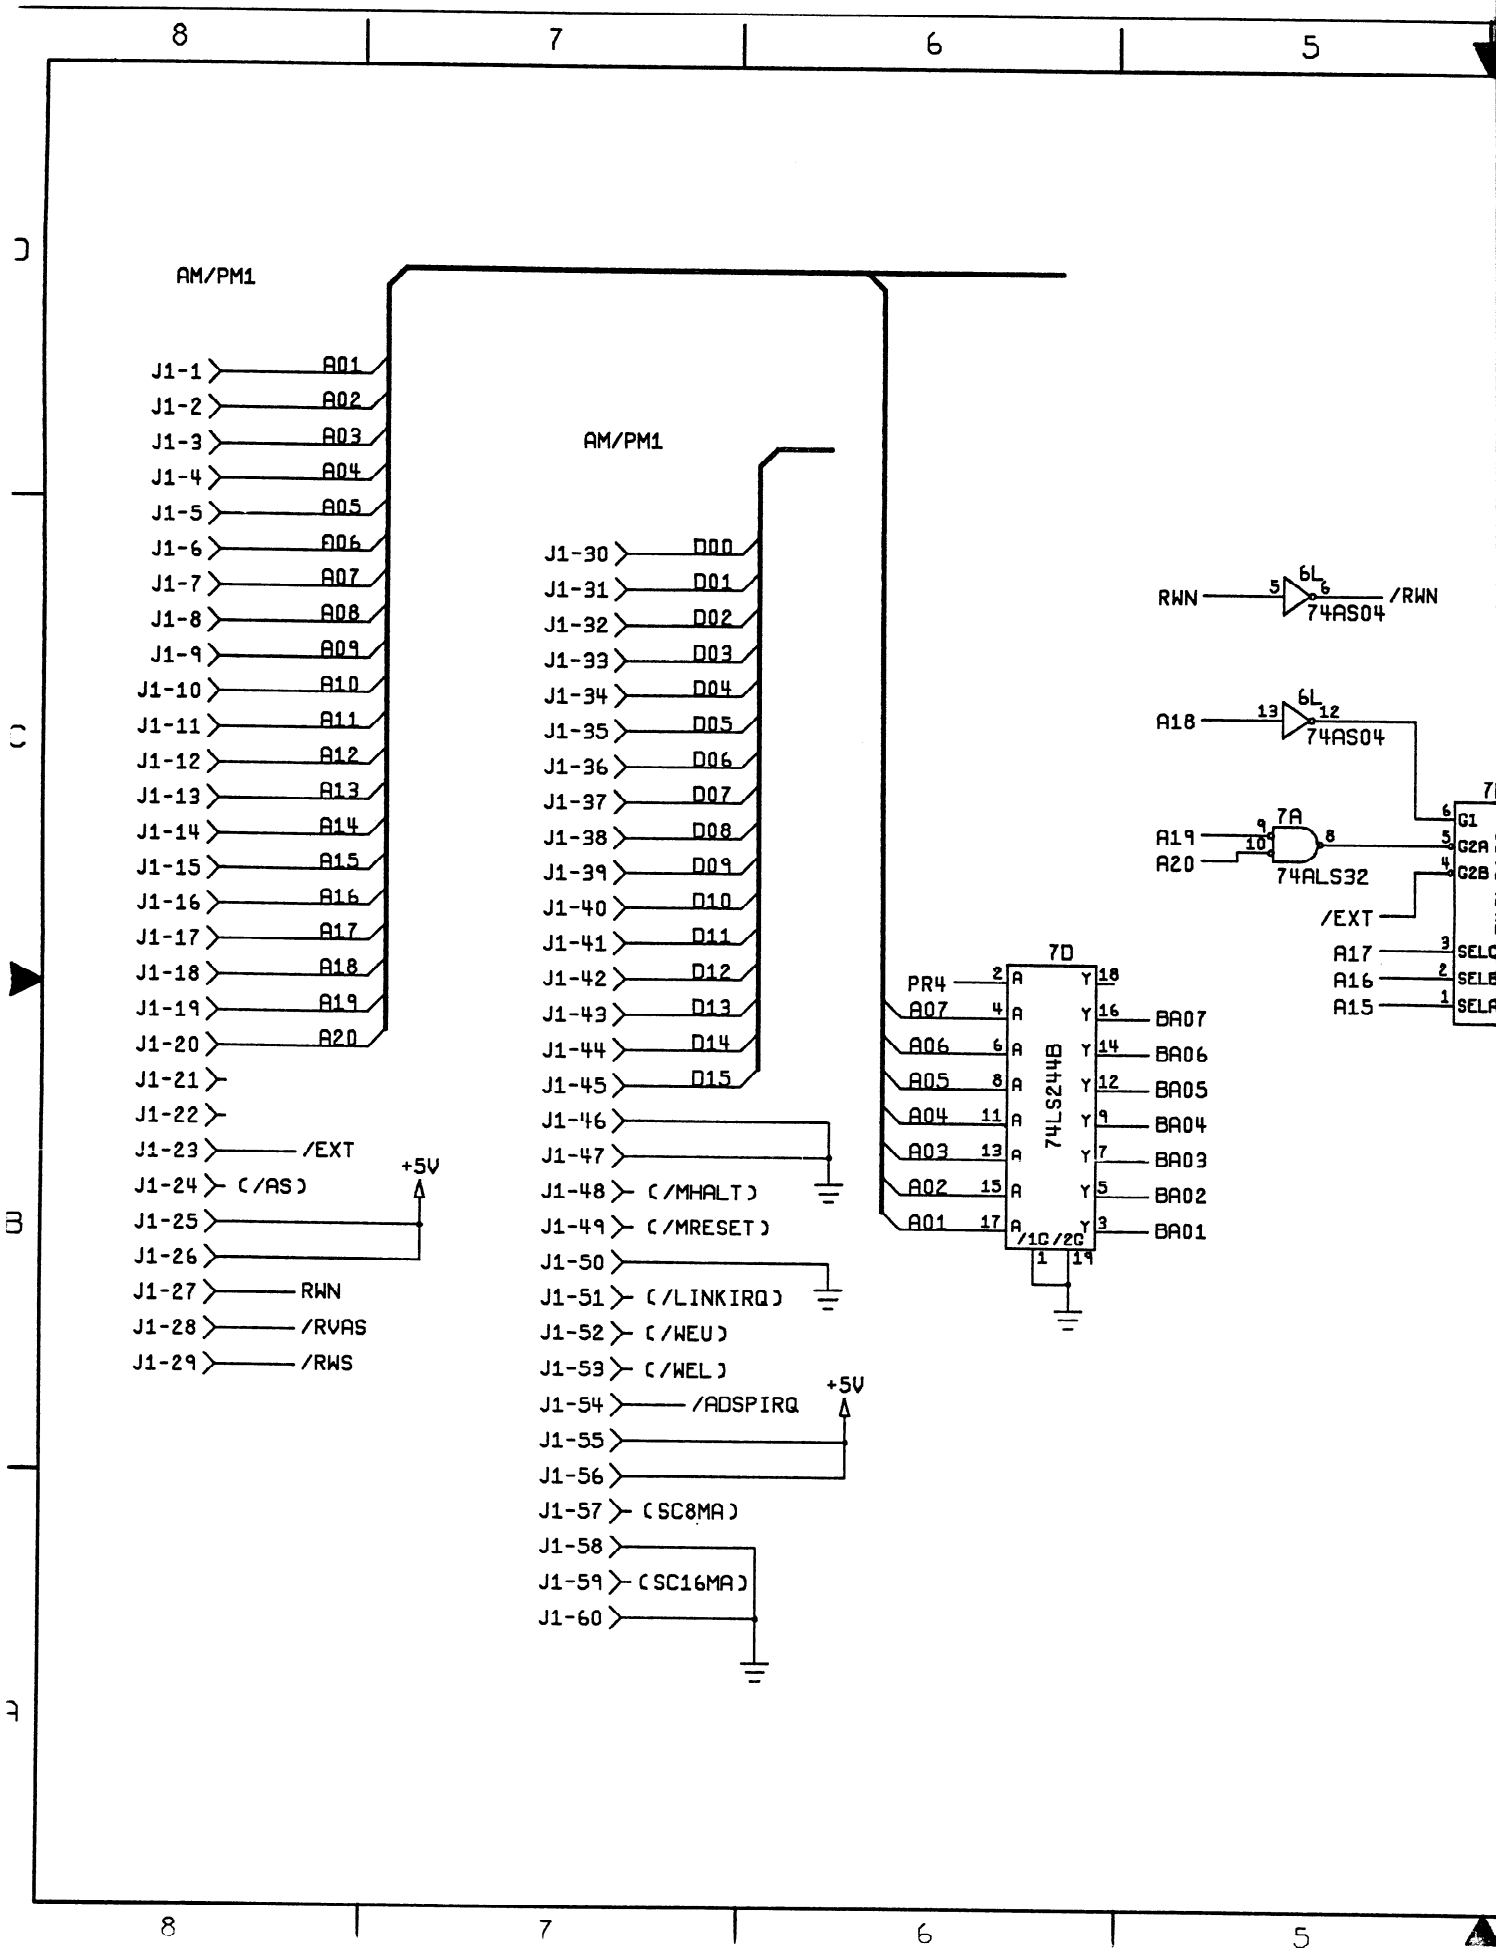 8 7 6 5
D
AM/PM1
J1-1 A01
J1-2 A02
J1-3 A03
J1-4 A04
J1-5 A05
J1-6 A06
J1-7 A07
J1-8 A08
J1-9 A09
J1-10 A10
J1-11 A11
J1-12 A12
J1-13 A13
J1-14 A14
J1-15 A15
J1-16 A16
J1-17 A17
J1-18 A18
J1-19 A19
J1-20 A20
J1-21
J1-22
J1-23 /EXT
J1-24 (/AS)
+5V
J1-25
J1-26
J1-27 RWN
J1-28 /RVAS
J1-29 /RWS
AM/PM1
J1-30 D00
J1-31 D01
J1-32 D02
J1-33 D03
J1-34 D04
J1-35 D05
J1-36 D06
J1-37 D07
J1-38 D08
J1-39 D09
J1-40 D10
J1-41 D11
J1-42 D12
J1-43 D13
J1-44 D14
J1-45 D15
J1-46
J1-47
J1-48 (/MHALT)
J1-49 (/MRESET)
J1-50
J1-51 (/LINKIRQ)
J1-52 (/WEU)
J1-53 (/WEL)
+5V
J1-54 /ADSPIRQ
J1-55
J1-56
J1-57 (SC8MA)
J1-58
J1-59 (SC16MA)
J1-60
7D
PR4 2 A Y 18
A07 4 A Y 16 BA07
A06 6 A Y 14 BA06
A05 8 A Y 12 BA05
A04 11 A Y 9 BA04
A03 13 A Y 7 BA03
A02 15 A Y 5 BA02
A01 17 A Y 3 BA01
74LS244B
/1G /2G
1 19
6L
RWN 5 6 /RWN
74AS04
6L
A18 13 12
74AS04
7A
A19 9 8
A20 10
74ALS32
6 G1
5 G2A
4 G2B
/EXT
A17 3 SELC
A16 2 SELB
A15 1 SELA
C
B
A
8 7 6 5